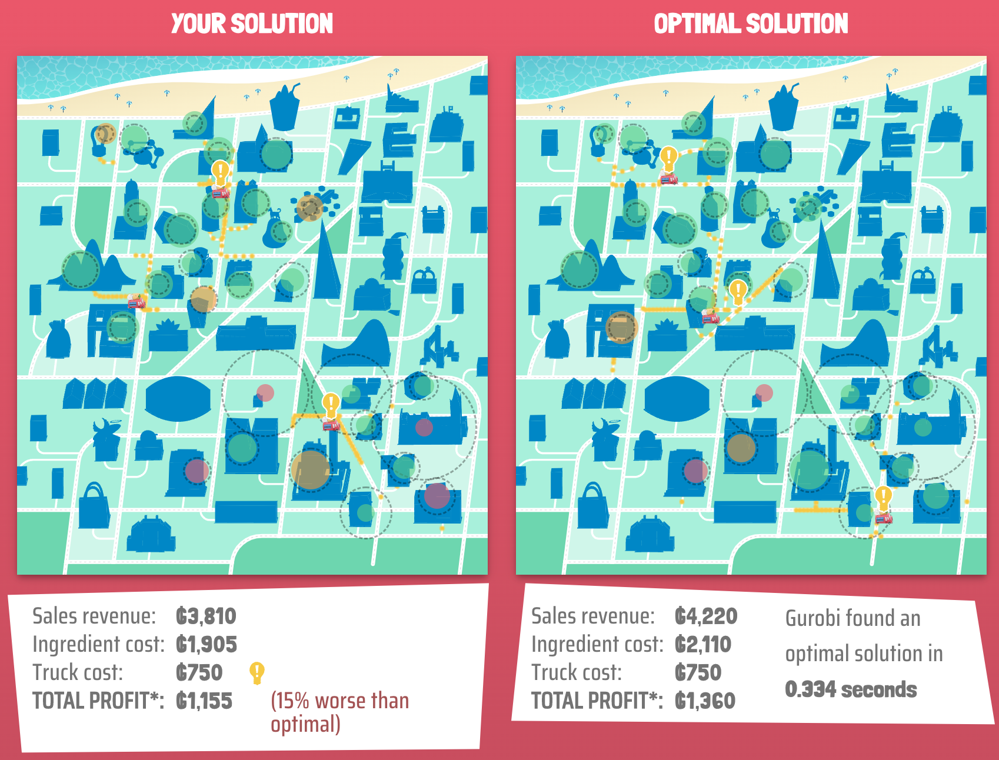 YOUR SOLUTION
OPTIMAL SOLUTION
Sales revenue: ₲3,810
Ingredient cost: ₲1,905
Truck cost: ₲750
TOTAL PROFIT*: ₲1,155
(15% worse than
optimal)
Sales revenue: ₲4,220
Ingredient cost: ₲2,110
Truck cost: ₲750
TOTAL PROFIT*: ₲1,360
Gurobi found an
optimal solution in
0.334 seconds